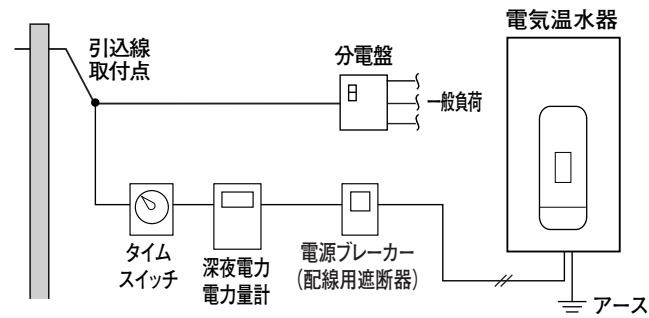 電気温水器
引込線
取付点
分電盤
一般負荷
タイム
スイッチ
深夜電力
電力量計
電源ブレーカー
(配線用遮断器)
アース